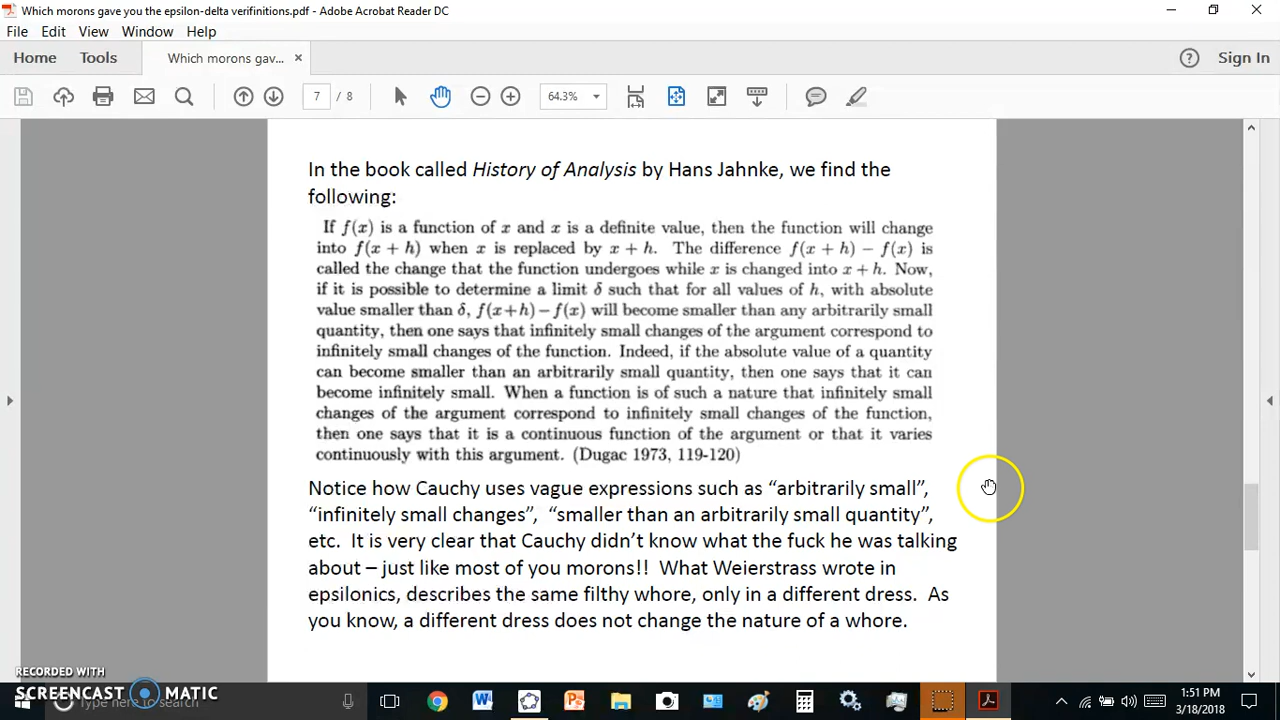 Which morons gave you the epsilon-delta verifinitions.pdf - Adobe Acrobat Reader DC
File Edit View Window Help
Home Tools Which morons gav... × Sign In
7 / 8 64.3%
In the book called History of Analysis by Hans Jahnke, we find the
following:
If f(x) is a function of x and x is a definite value, then the function will change
into f(x + h) when x is replaced by x + h. The difference f(x + h) − f(x) is
called the change that the function undergoes while x is changed into x + h. Now,
if it is possible to determine a limit δ such that for all values of h, with absolute
value smaller than δ, f(x+h) − f(x) will become smaller than any arbitrarily small
quantity, then one says that infinitely small changes of the argument correspond to
infinitely small changes of the function. Indeed, if the absolute value of a quantity
can become smaller than an arbitrarily small quantity, then one says that it can
become infinitely small. When a function is of such a nature that infinitely small
changes of the argument correspond to infinitely small changes of the function,
then one says that it is a continuous function of the argument or that it varies
continuously with this argument. (Dugac 1973, 119-120)
Notice how Cauchy uses vague expressions such as “arbitrarily small”,
“infinitely small changes”, “smaller than an arbitrarily small quantity”,
etc. It is very clear that Cauchy didn’t know what the fuck he was talking
about – just like most of you morons!! What Weierstrass wrote in
epsilonics, describes the same filthy whore, only in a different dress. As
you know, a different dress does not change the nature of a whore.
RECORDED WITH
SCREENCAST MATIC
1:51 PM
3/18/2018